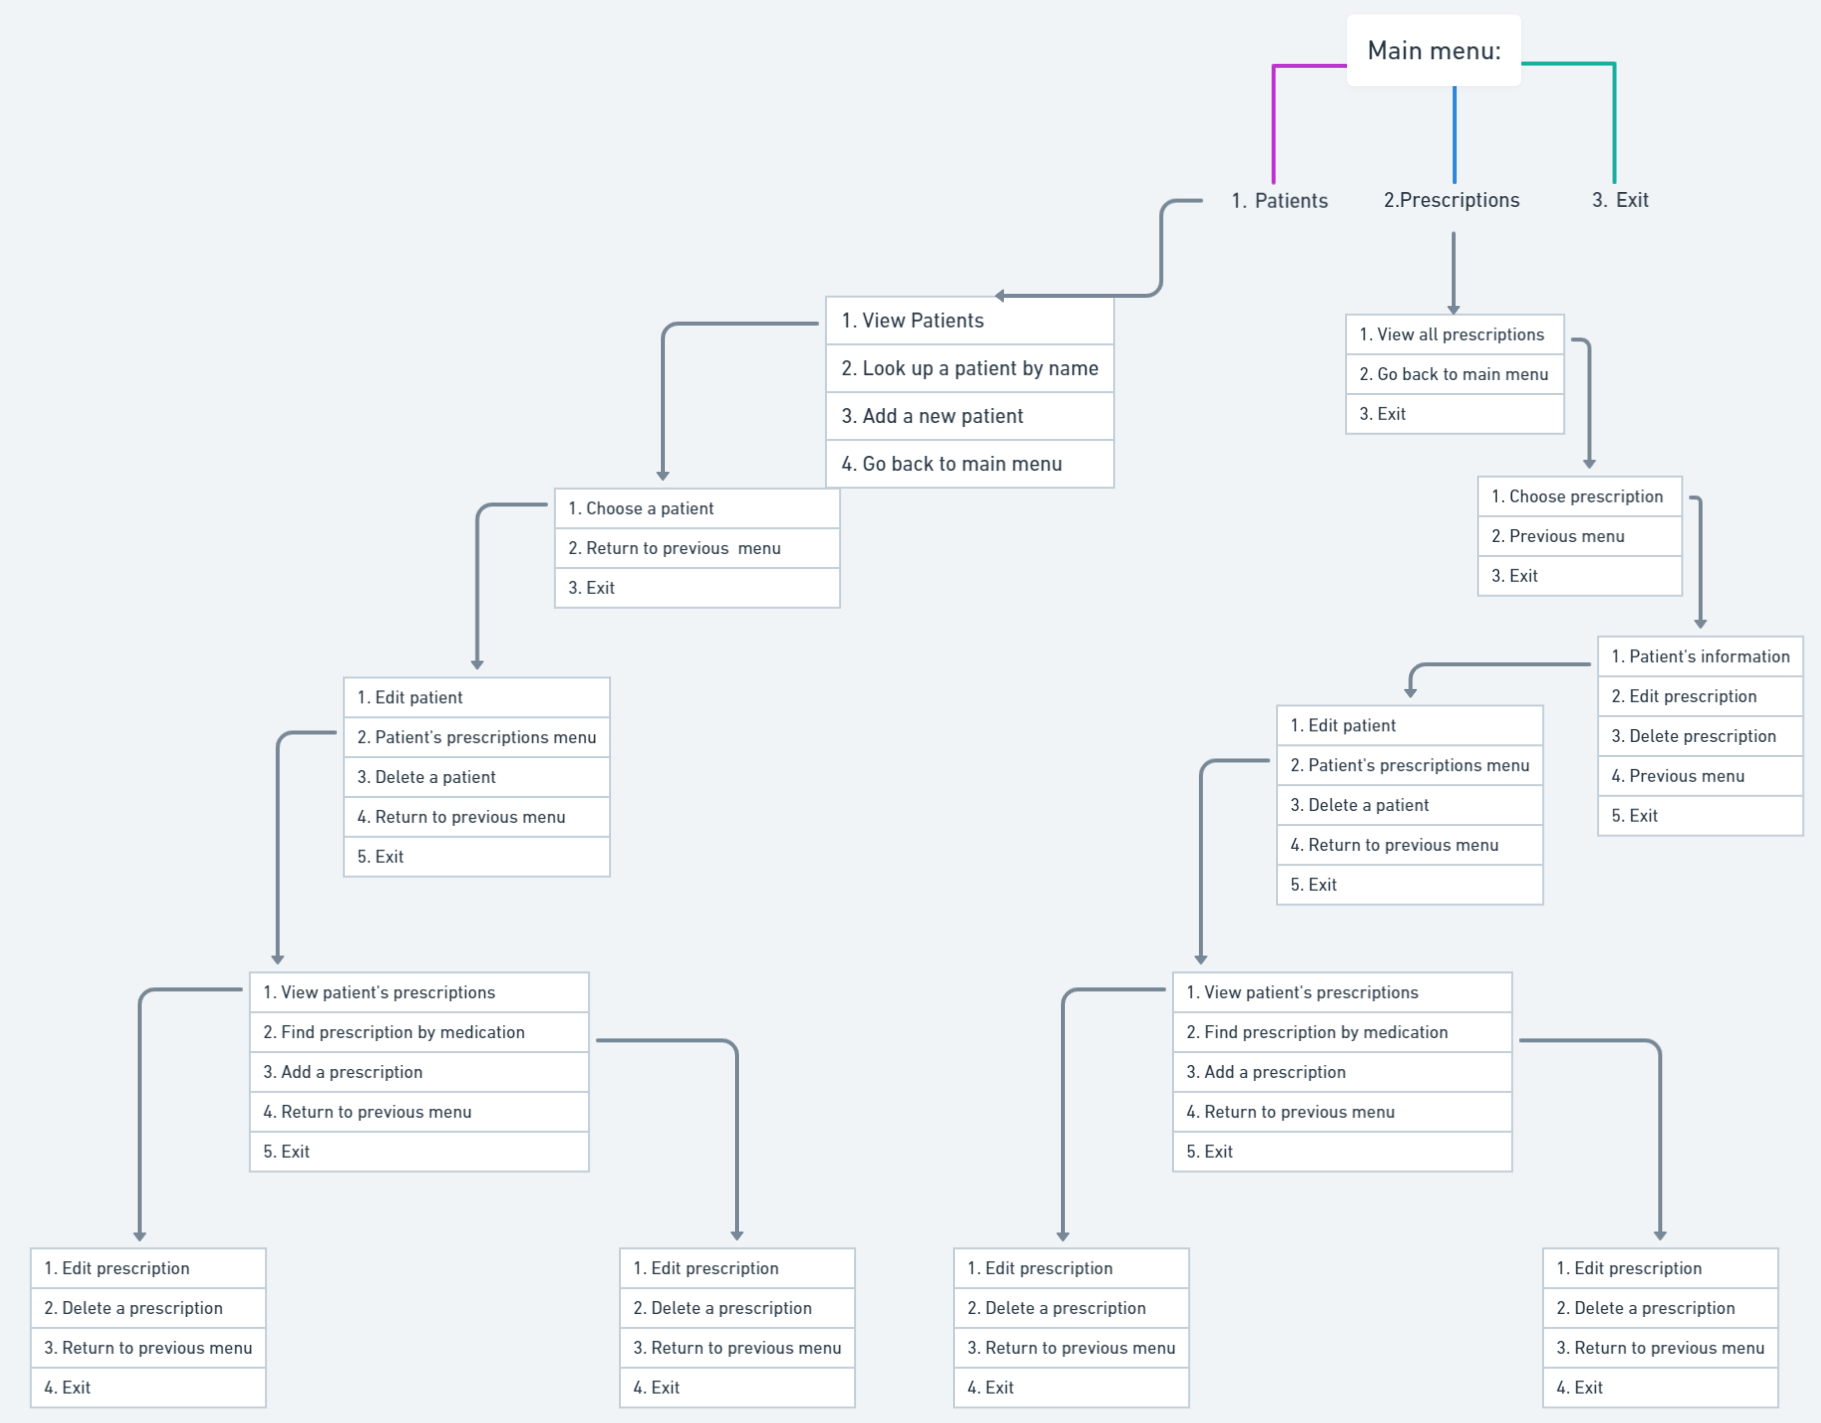 Main menu:
1. Patients
2.Prescriptions
3. Exit
1. View Patients
2. Look up a patient by name
3. Add a new patient
4. Go back to main menu
1. View all prescriptions
2. Go back to main menu
3. Exit
1. Choose a patient
2. Return to previous  menu
3. Exit
1. Choose prescription
2. Previous menu
3. Exit
1. Patient's information
2. Edit prescription
3. Delete prescription
4. Previous menu
5. Exit
1. Edit patient
2. Patient's prescriptions menu
3. Delete a patient
4. Return to previous menu
5. Exit
1. Edit patient
2. Patient's prescriptions menu
3. Delete a patient
4. Return to previous menu
5. Exit
1. View patient's prescriptions
2. Find prescription by medication
3. Add a prescription
4. Return to previous menu
5. Exit
1. View patient's prescriptions
2. Find prescription by medication
3. Add a prescription
4. Return to previous menu
5. Exit
1. Edit prescription
2. Delete a prescription
3. Return to previous menu
4. Exit
1. Edit prescription
2. Delete a prescription
3. Return to previous menu
4. Exit
1. Edit prescription
2. Delete a prescription
3. Return to previous menu
4. Exit
1. Edit prescription
2. Delete a prescription
3. Return to previous menu
4. Exit